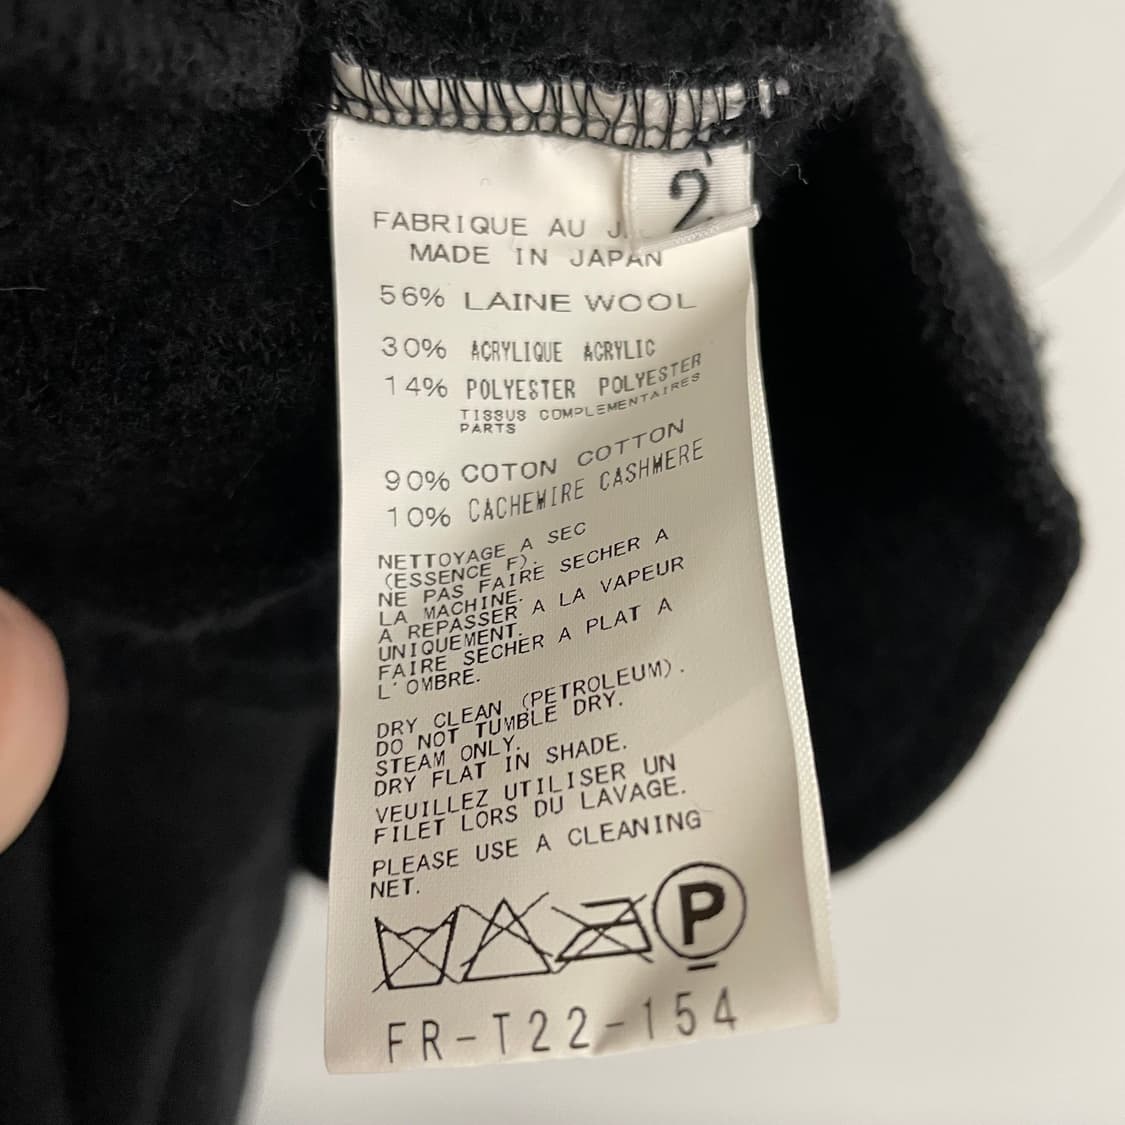 2
FABRIQUE AU J
MADE IN JAPAN
56% LAINE WOOL
30% ACRYLIQUE ACRYLIC
14% POLYESTER POLYESTER
TISSUS COMPLEMENTAIRES
PARTS
90% COTON COTTON
10% CACHEMIRE CASHMERE
NETTOYAGE A SEC
(ESSENCE F).
NE PAS FAIRE SECHER A
LA MACHINE.
A REPASSER A LA VAPEUR
UNIQUEMENT.
FAIRE SECHER A PLAT A
L'OMBRE.
DRY CLEAN (PETROLEUM).
DO NOT TUMBLE DRY.
STEAM ONLY.
DRY FLAT IN SHADE.
VEUILLEZ UTILISER UN
FILET LORS DU LAVAGE.
PLEASE USE A CLEANING
NET.
P
FR-T22-154